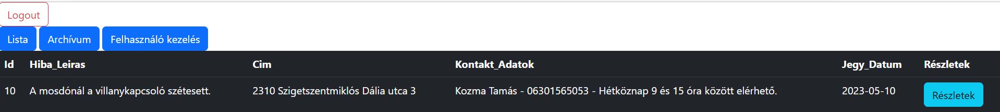 Logout
Lista Archívum Felhasználó kezelés
Id Hiba_Leiras Cim Kontakt_Adatok Jegy_Datum Részletek
10 A mosdónál a villanykapcsoló szétesett. 2310 Szigetszentmiklós Dália utca 3 Kozma Tamás - 06301565053 - Hétköznap 9 és 15 óra között elérhető. 2023-05-10 Részletek